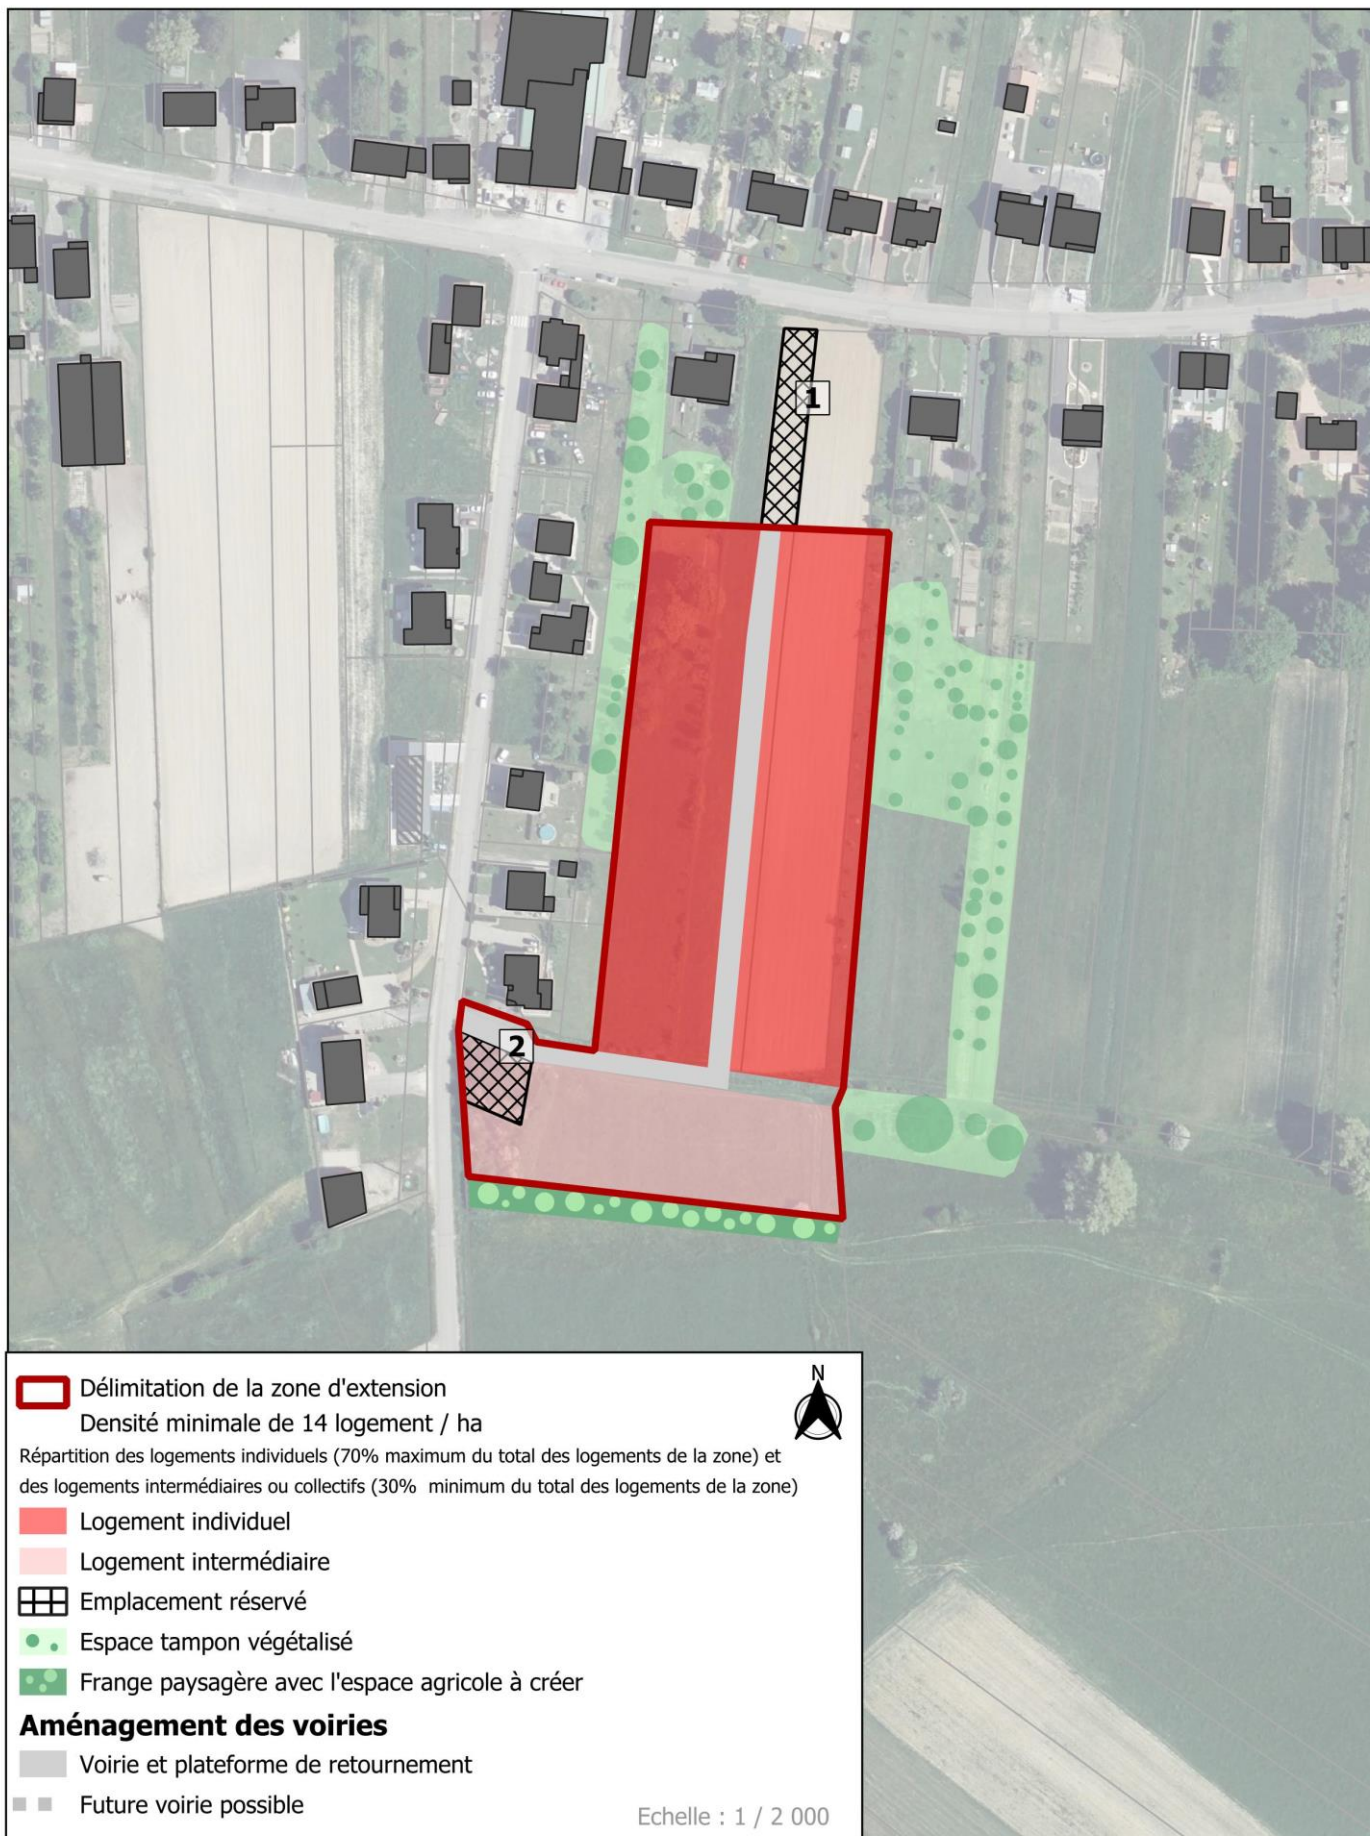 1
2
N
Délimitation de la zone d'extension
Densité minimale de 14 logement / ha
Répartition des logements individuels (70% maximum du total des logements de la zone) et
des logements intermédiaires ou collectifs (30% minimum du total des logements de la zone)
Logement individuel
Logement intermédiaire
Emplacement réservé
Espace tampon végétalisé
Frange paysagère avec l'espace agricole à créer
Aménagement des voiries
Voirie et plateforme de retournement
Future voirie possible
Echelle : 1 / 2 000